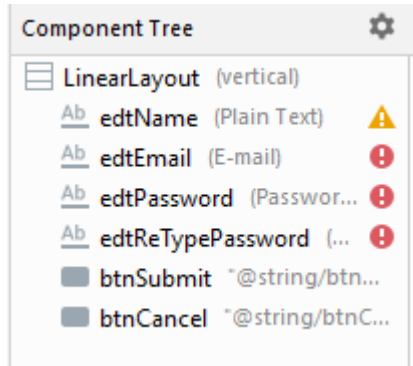 Component Tree
LinearLayout (vertical)
Ab edtName (Plain Text)
Ab edtEmail (E-mail)
Ab edtPassword (Passwor...
Ab edtReTypePassword (...
btnSubmit "@string/btn...
btnCancel "@string/btnC...